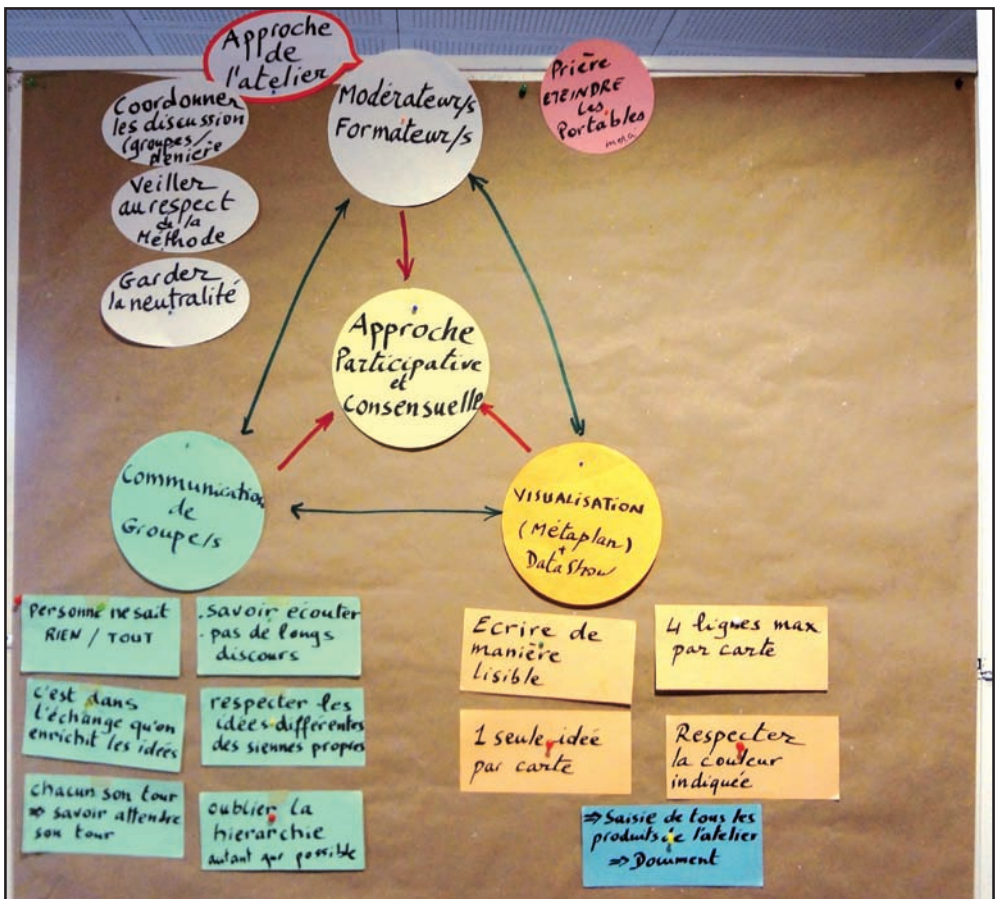 Approche
de
l'atelier
Coordonner
les discussion
(groupes/
plénière
Veiller
au respect
de la
Méthode
Garder
la neutralité
Modérateur/s
Formateur/s
Prière
ETEINDRE
les
Portables
merci
Approche
Participative
et
Consensuelle
Communication
de
Groupe/s
VISUALISATION
(Métaplan)
+
Data Show
Personne ne sait
RIEN / TOUT
. savoir écouter
- pas de longs
discours
c'est dans
l'échange qu'on
enrichit les idées
respecter les
idées différentes
des siennes propres
chacun son tour
⇒ savoir attendre
son tour
oublier la
hierarchie
autant que possible
Ecrire de
manière
lisible
4 lignes max
par carte
1 seule idée
par carte
Respecter
la couleur
indiquée
⇒ Saisie de tous les
produits de l'atelier
⇒ Document